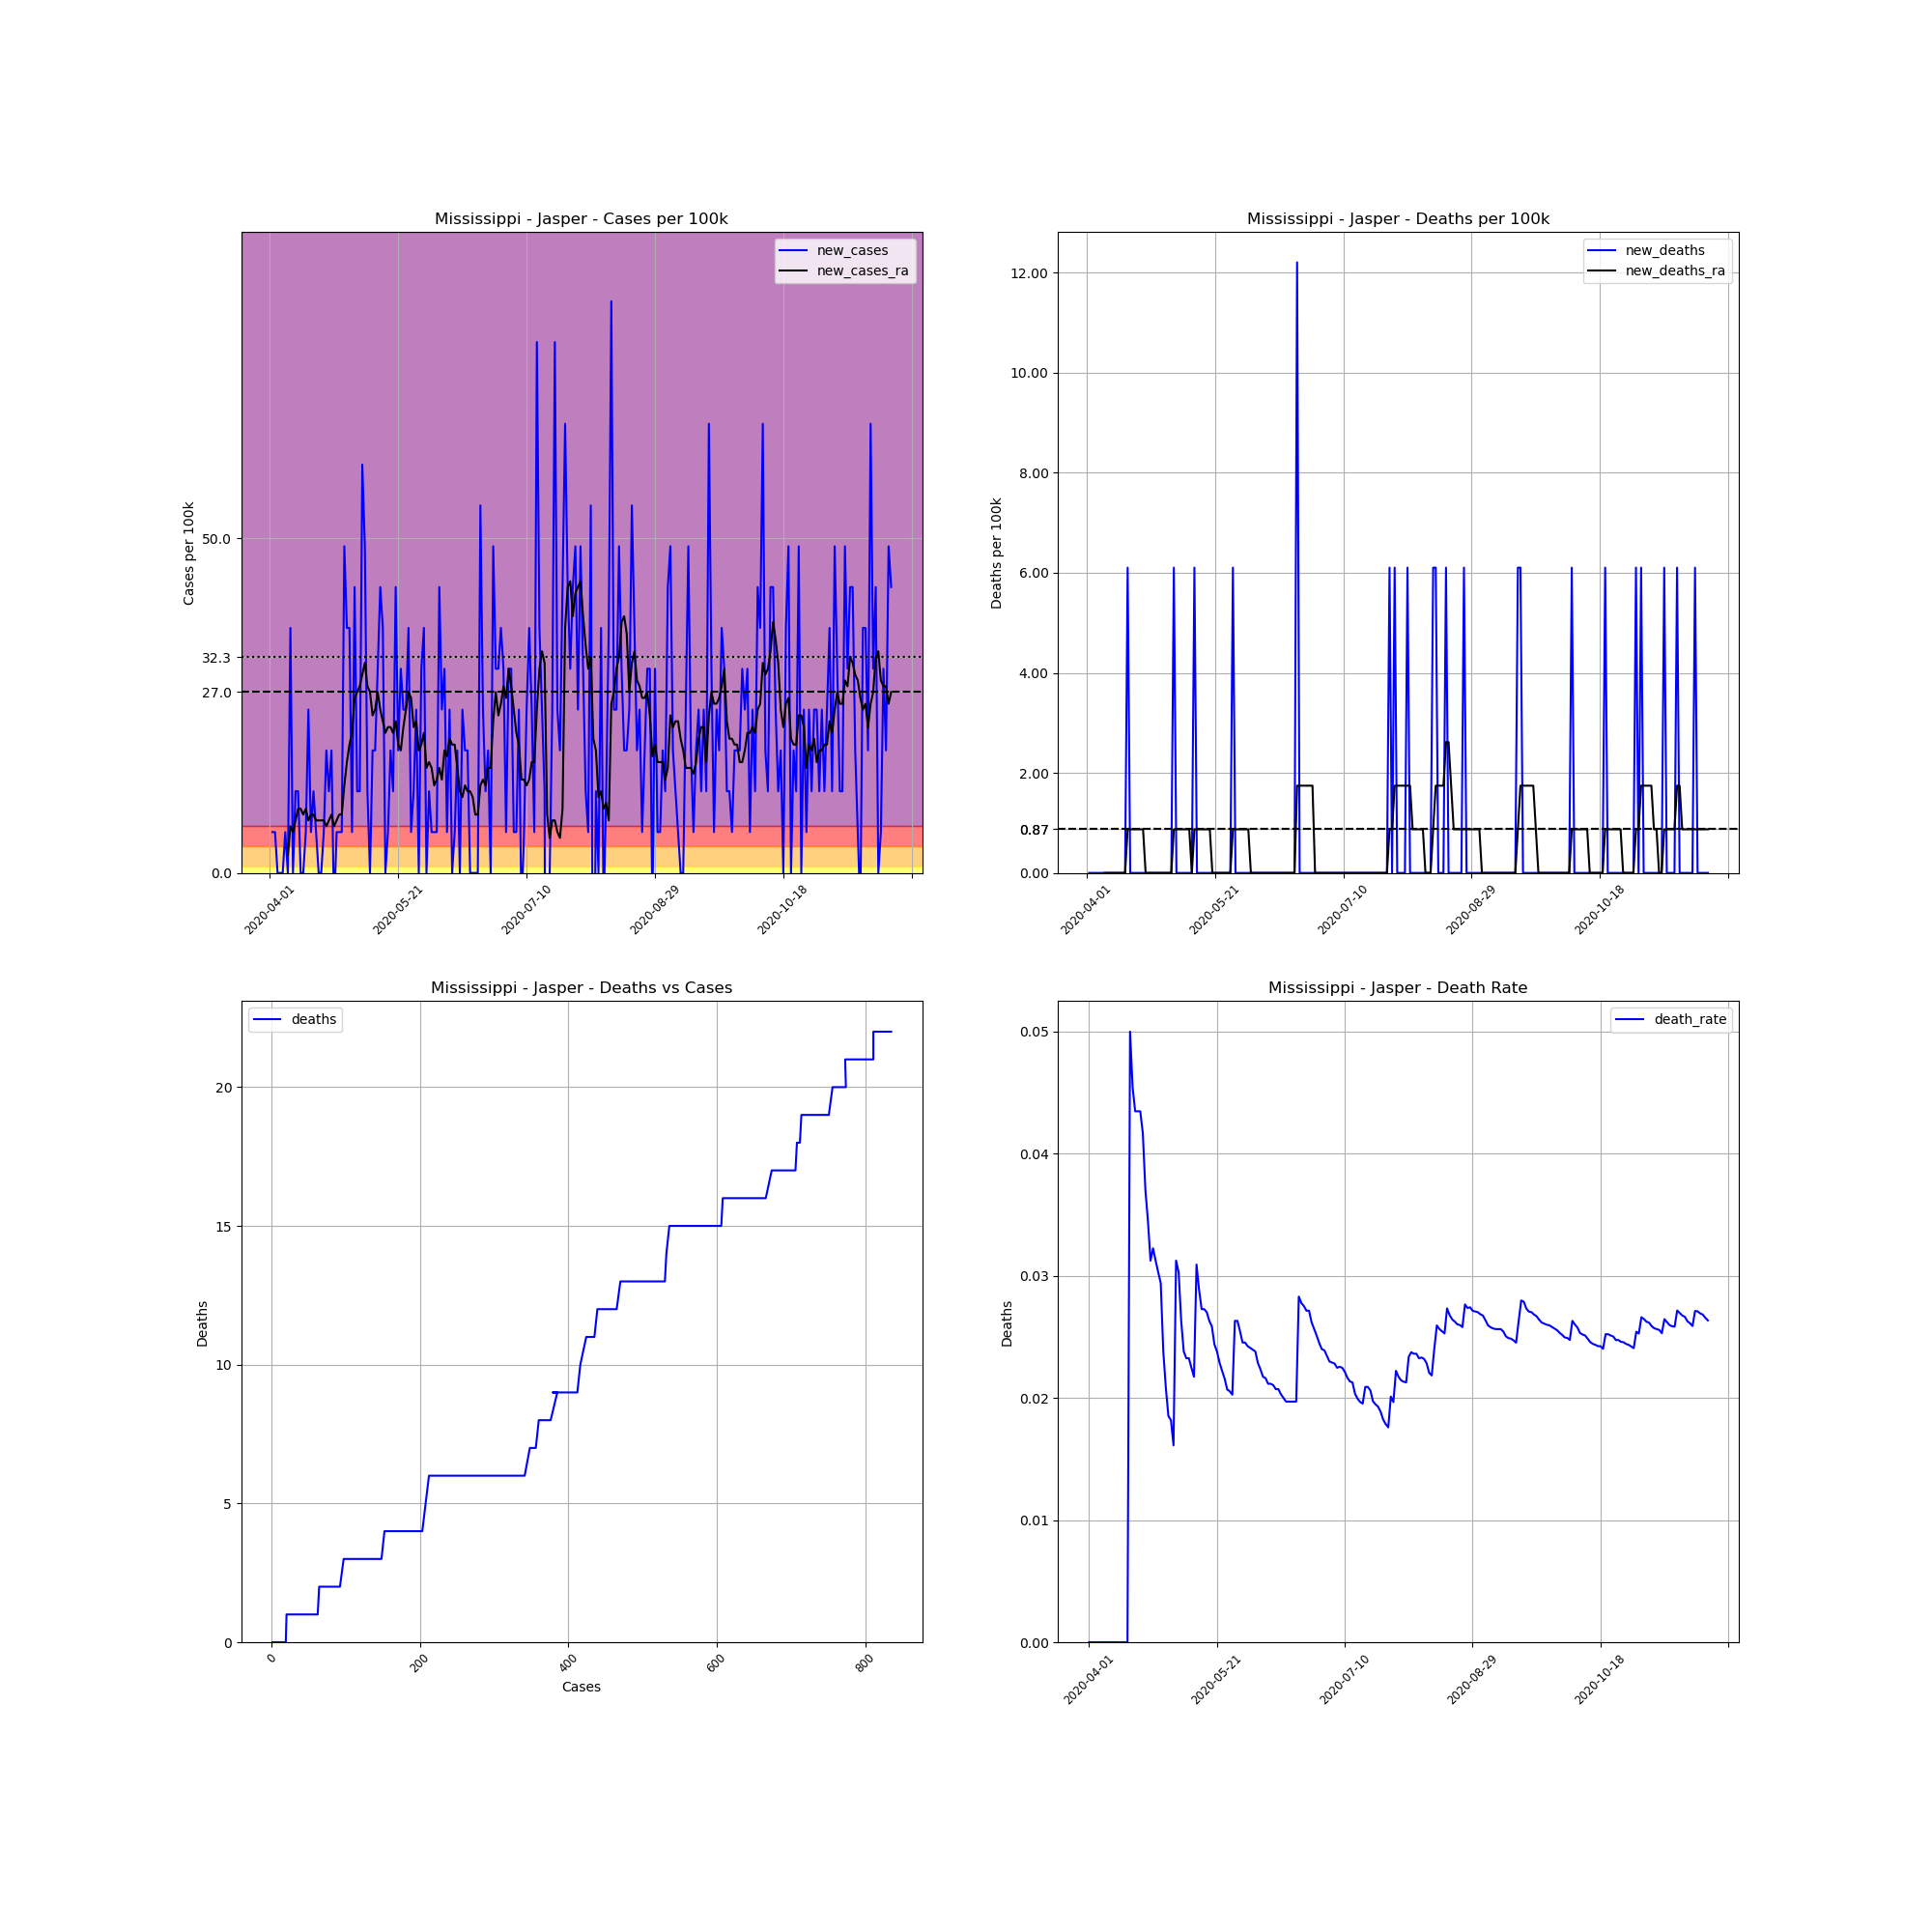 Mississippi - Jasper - Cases per 100k
new_cases
new_cases_ra
Cases per 100k
50.0
32.3
27.0
0.0
2020-04-01
2020-05-21
2020-07-10
2020-08-29
2020-10-18
Mississippi - Jasper - Deaths per 100k
new_deaths
new_deaths_ra
Deaths per 100k
12.00
10.00
8.00
6.00
4.00
2.00
0.87
0.00
2020-04-01
2020-05-21
2020-07-10
2020-08-29
2020-10-18
Mississippi - Jasper - Deaths vs Cases
deaths
Deaths
20
15
10
5
0
0
200
400
600
800
Cases
Mississippi - Jasper - Death Rate
death_rate
Deaths
0.05
0.04
0.03
0.02
0.01
0.00
2020-04-01
2020-05-21
2020-07-10
2020-08-29
2020-10-18